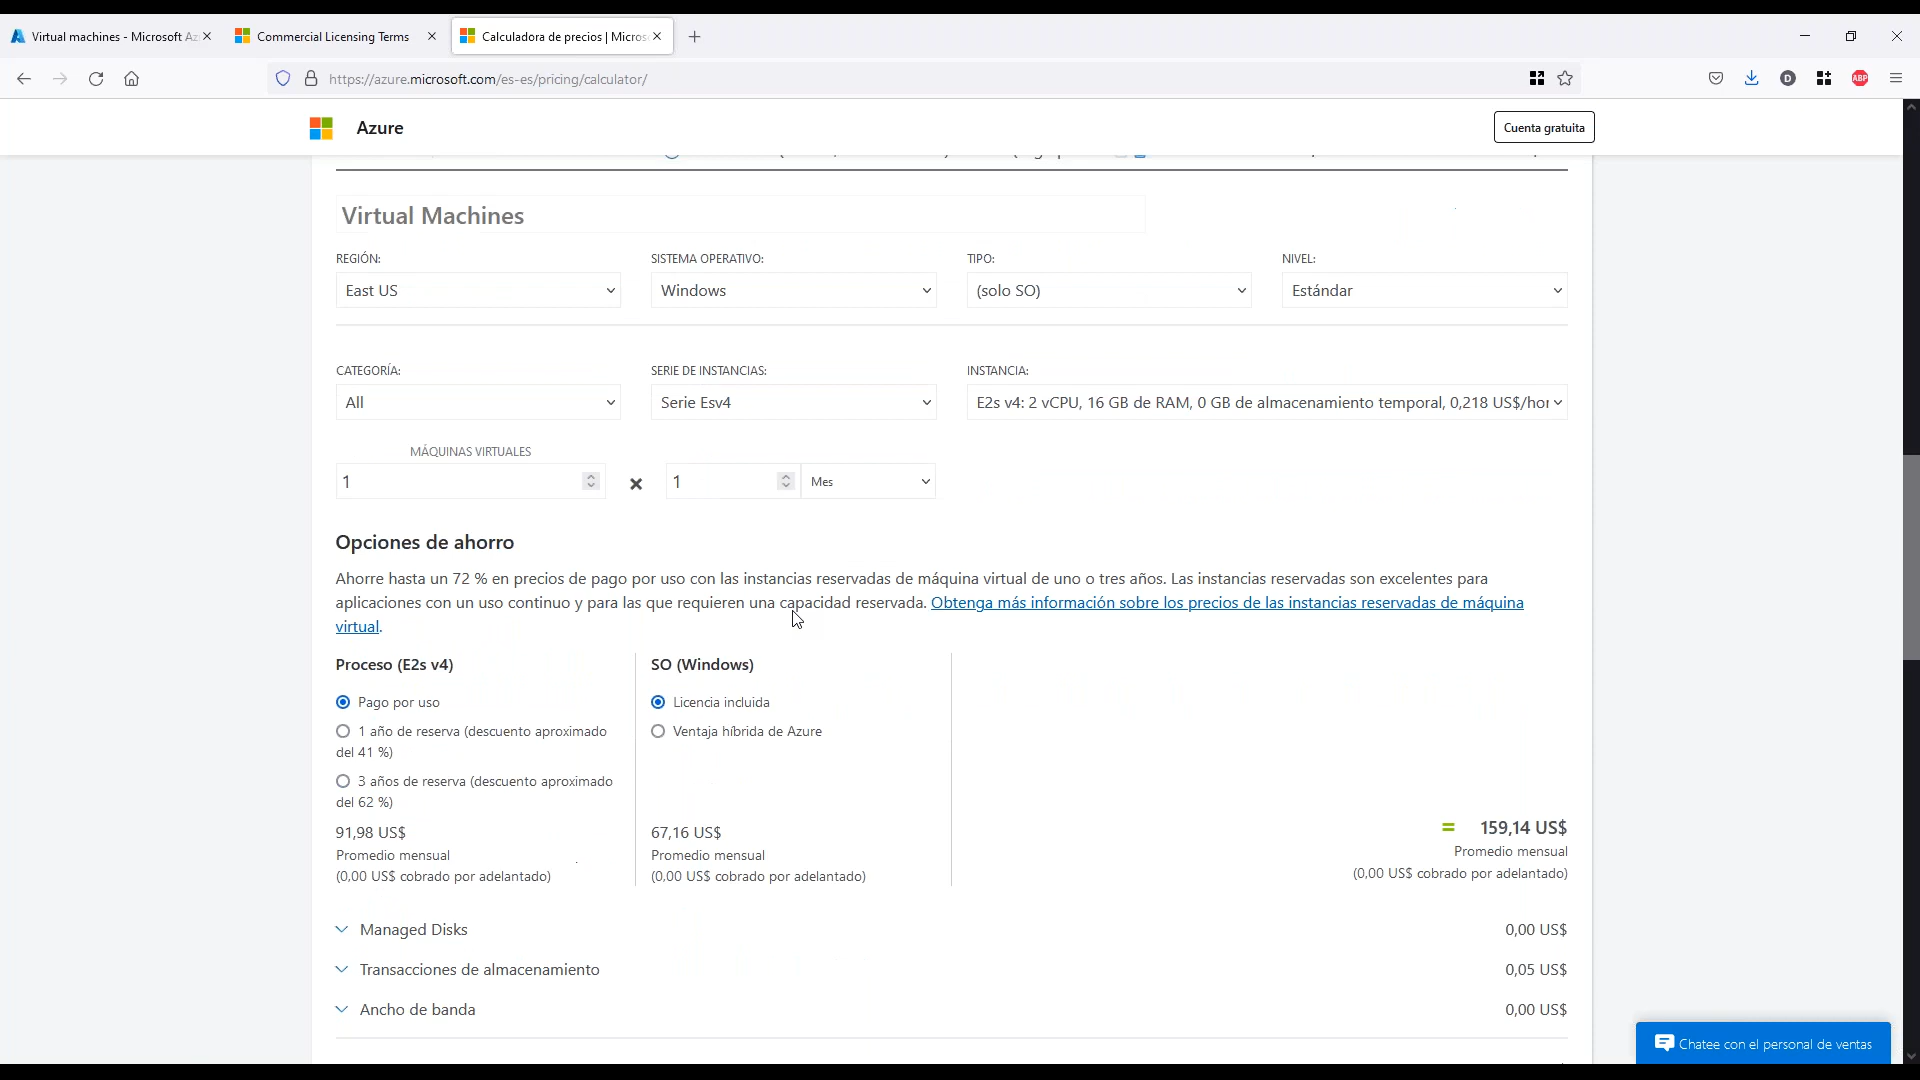 Virtual machines - Microsoft Az
Commercial Licensing Terms
Calculadora de precios | Micros
https://azure.microsoft.com/es-es/pricing/calculator/
D
ABP
Azure
Cuenta gratuita
Virtual Machines
REGIÓN:
SISTEMA OPERATIVO:
TIPO:
NIVEL:
East US
Windows
(solo SO)
Estándar
CATEGORÍA:
SERIE DE INSTANCIAS:
INSTANCIA:
All
Serie Esv4
E2s v4: 2 vCPU, 16 GB de RAM, 0 GB de almacenamiento temporal, 0,218 US$/hor
MÁQUINAS VIRTUALES
1
1
Mes
Opciones de ahorro
Ahorre hasta un 72 % en precios de pago por uso con las instancias reservadas de máquina virtual de uno o tres años. Las instancias reservadas son excelentes para
aplicaciones con un uso continuo y para las que requieren una capacidad reservada. Obtenga más información sobre los precios de las instancias reservadas de máquina
virtual.
Proceso (E2s v4)
SO (Windows)
Pago por uso
Licencia incluida
1 año de reserva (descuento aproximado
del 41 %)
Ventaja híbrida de Azure
3 años de reserva (descuento aproximado
del 62 %)
91,98 US$
67,16 US$
= 159,14 US$
Promedio mensual
Promedio mensual
Promedio mensual
(0,00 US$ cobrado por adelantado)
(0,00 US$ cobrado por adelantado)
(0,00 US$ cobrado por adelantado)
Managed Disks
0,00 US$
Transacciones de almacenamiento
0,05 US$
Ancho de banda
0,00 US$
Chatee con el personal de ventas